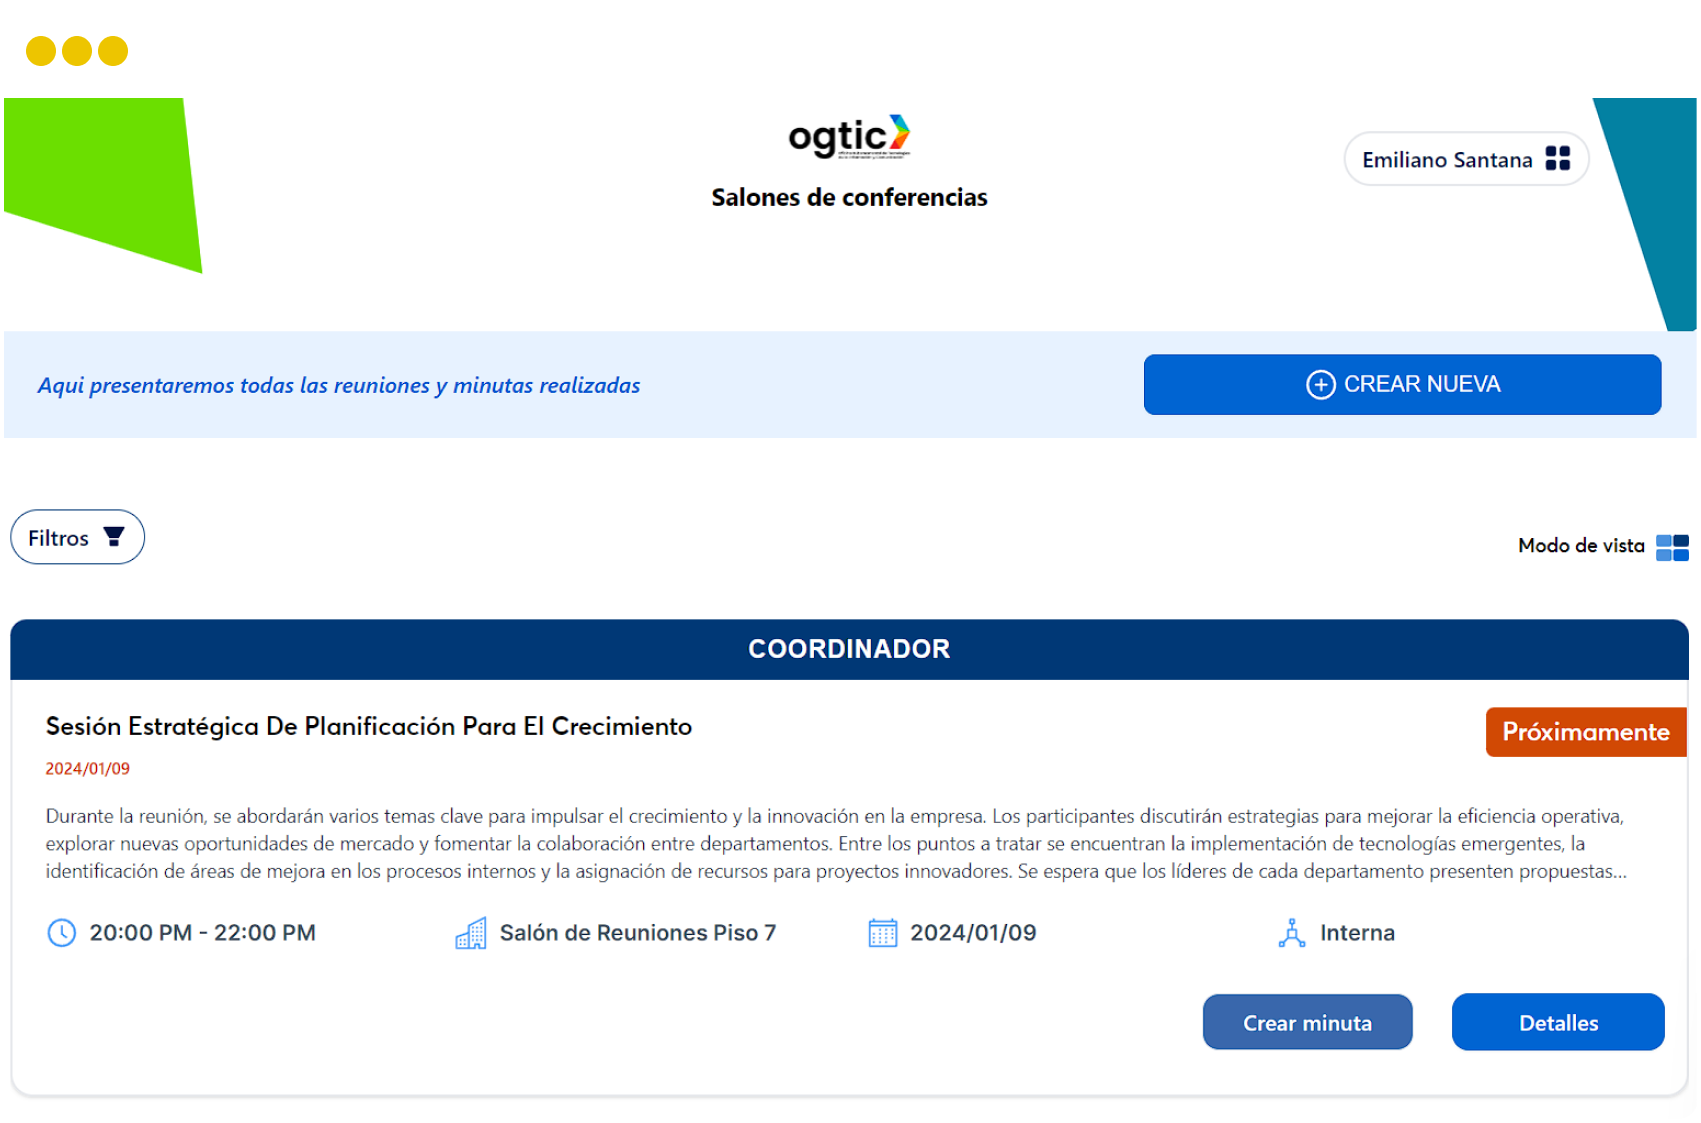 ogtic
Emiliano Santana
Salones de conferencias
Aqui presentaremos todas las reuniones y minutas realizadas
CREAR NUEVA
Filtros
Modo de vista
COORDINADOR
Sesión Estratégica De Planificación Para El Crecimiento
Próximamente
2024/01/09
Durante la reunión, se abordarán varios temas clave para impulsar el crecimiento y la innovación en la empresa. Los participantes discutirán estrategias para mejorar la eficiencia operativa,
explorar nuevas oportunidades de mercado y fomentar la colaboración entre departamentos. Entre los puntos a tratar se encuentran la implementación de tecnologías emergentes, la
identificación de áreas de mejora en los procesos internos y la asignación de recursos para proyectos innovadores. Se espera que los líderes de cada departamento presenten propuestas...
20:00 PM - 22:00 PM
Salón de Reuniones Piso 7
2024/01/09
Interna
Crear minuta
Detalles